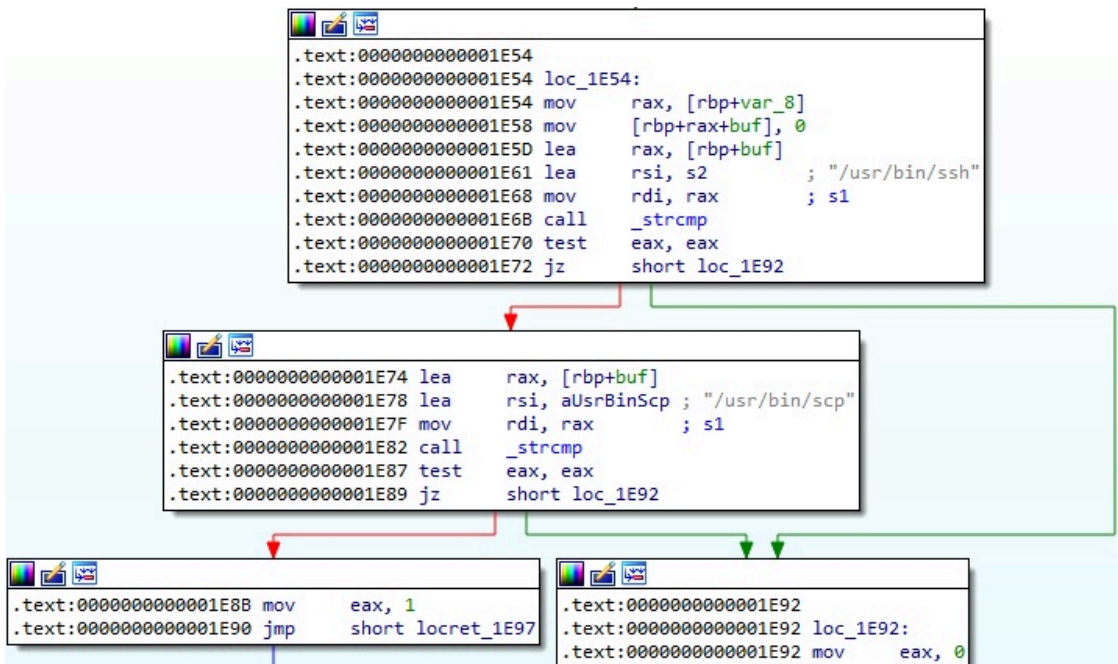 .text:0000000000001E54
.text:0000000000001E54 loc_1E54:
.text:0000000000001E54 mov     rax, [rbp+var_8]
.text:0000000000001E58 mov     [rbp+rax+buf], 0
.text:0000000000001E5D lea     rax, [rbp+buf]
.text:0000000000001E61 lea     rsi, s2         ; "/usr/bin/ssh"
.text:0000000000001E68 mov     rdi, rax        ; s1
.text:0000000000001E6B call    _strcmp
.text:0000000000001E70 test    eax, eax
.text:0000000000001E72 jz      short loc_1E92
.text:0000000000001E74 lea     rax, [rbp+buf]
.text:0000000000001E78 lea     rsi, aUsrBinScp ; "/usr/bin/scp"
.text:0000000000001E7F mov     rdi, rax        ; s1
.text:0000000000001E82 call    _strcmp
.text:0000000000001E87 test    eax, eax
.text:0000000000001E89 jz      short loc_1E92
.text:0000000000001E8B mov     eax, 1
.text:0000000000001E90 jmp     short locret_1E97
.text:0000000000001E92
.text:0000000000001E92 loc_1E92:
.text:0000000000001E92 mov     eax, 0